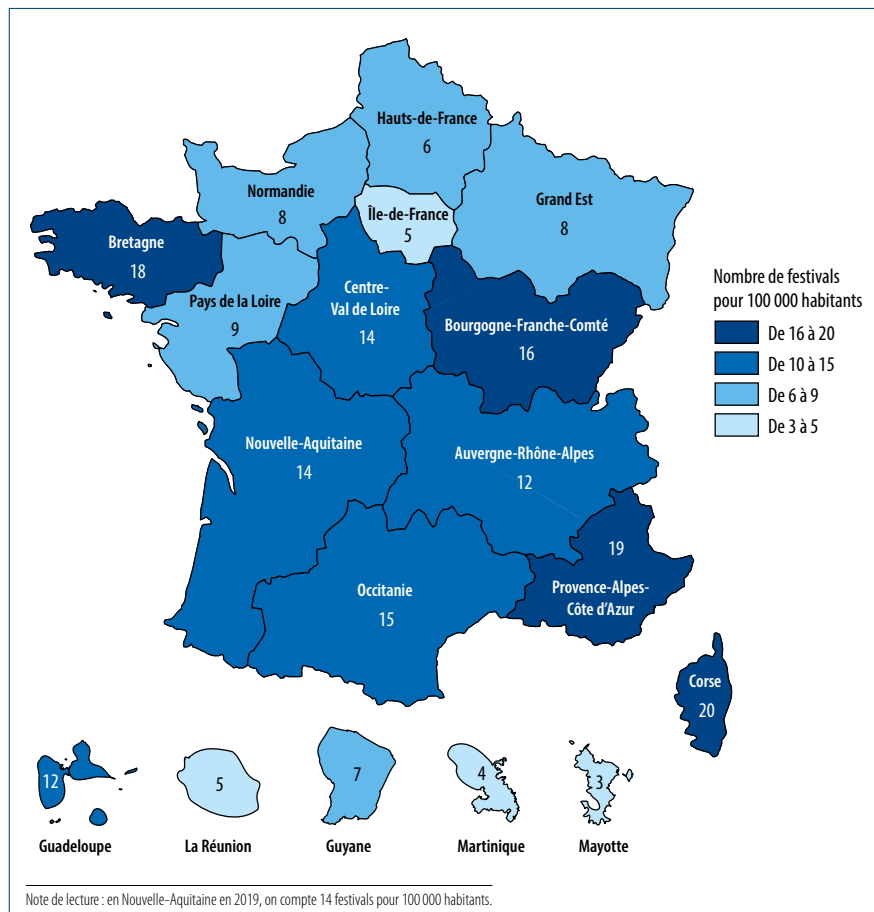 Hauts-de-France
6
Normandie
8
Île-de-France
5
Grand Est
8
Bretagne
18
Pays de la Loire
9
Centre-
Val de Loire
14
Bourgogne-Franche-Comté
16
Nombre de festivals
pour 100 000 habitants
De 16 à 20
De 10 à 15
De 6 à 9
De 3 à 5
Nouvelle-Aquitaine
14
Auvergne-Rhône-Alpes
12
Occitanie
15
19
Provence-Alpes-
Côte d'Azur
Corse
20
12
Guadeloupe
5
La Réunion
7
Guyane
4
Martinique
3
Mayotte
Note de lecture : en Nouvelle-Aquitaine en 2019, on compte 14 festivals pour 100 000 habitants.